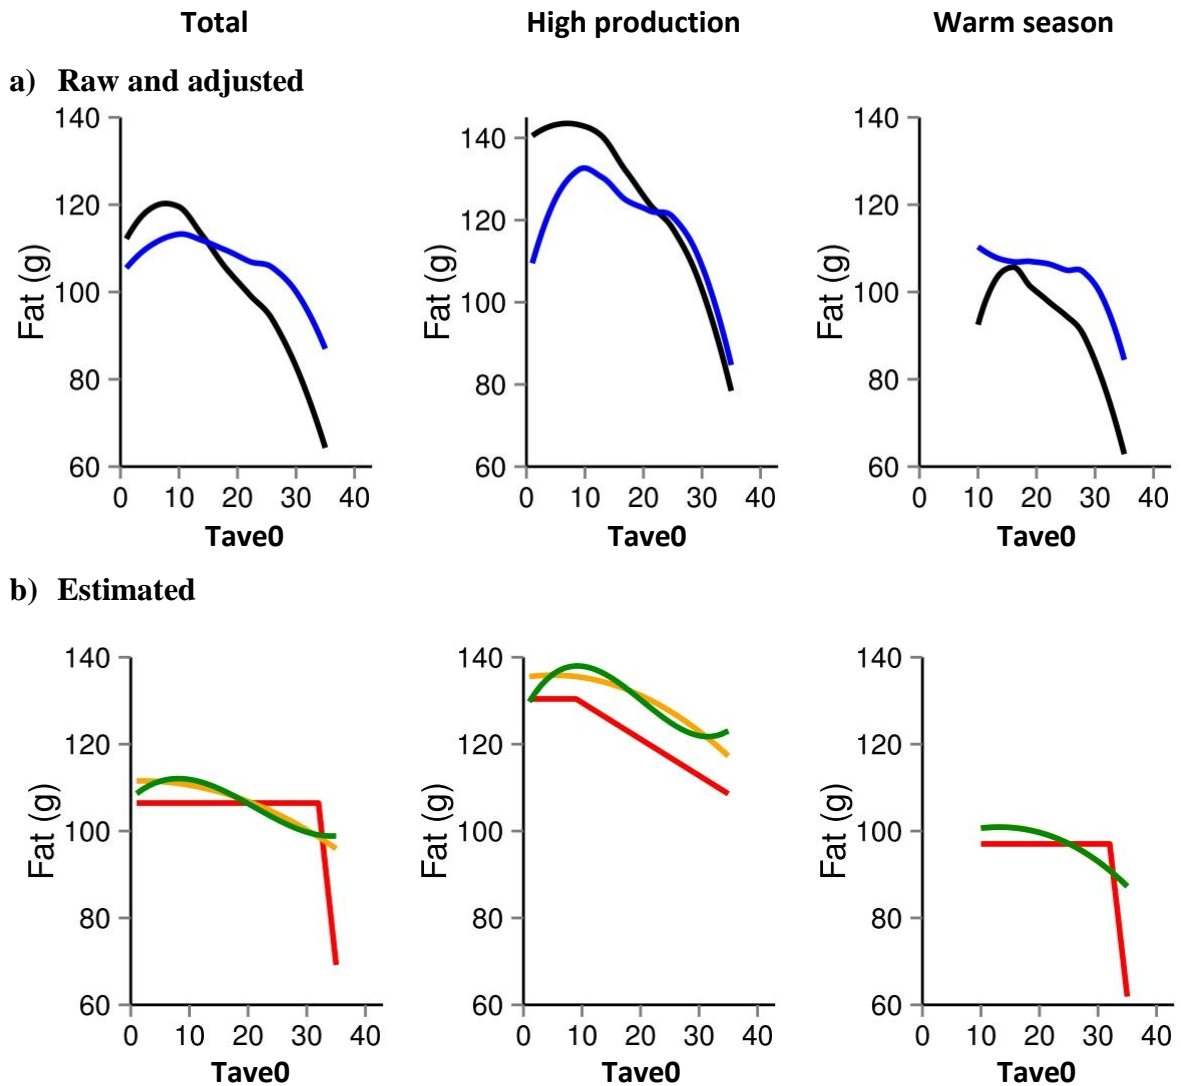 Total High production Warm season
a) Raw and adjusted
140 140 140
120 120 120
100 100 100
80 80 80
60 60 60
Fat (g) Fat (g) Fat (g)
0 10 20 30 40 0 10 20 30 40 0 10 20 30 40
Tave0 Tave0 Tave0
b) Estimated
140 140 140
120 120 120
100 100 100
80 80 80
60 60 60
Fat (g) Fat (g) Fat (g)
0 10 20 30 40 0 10 20 30 40 0 10 20 30 40
Tave0 Tave0 Tave0